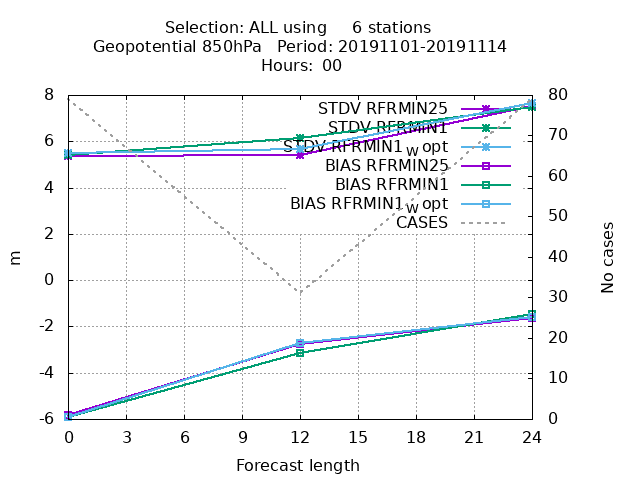 Selection: ALL using     6 stations
Geopotential 850hPa   Period: 20191101-20191114
Hours: 00
8
6
4
2
0
-2
-4
-6
m
80
70
60
50
40
30
20
10
0
No cases
STDV RFRMIN25
STDV RFRMIN1
STDV RFRMIN1_w opt
BIAS RFRMIN25
BIAS RFRMIN1
BIAS RFRMIN1_w opt
CASES
0 3 6 9 12 15 18 21 24
Forecast length